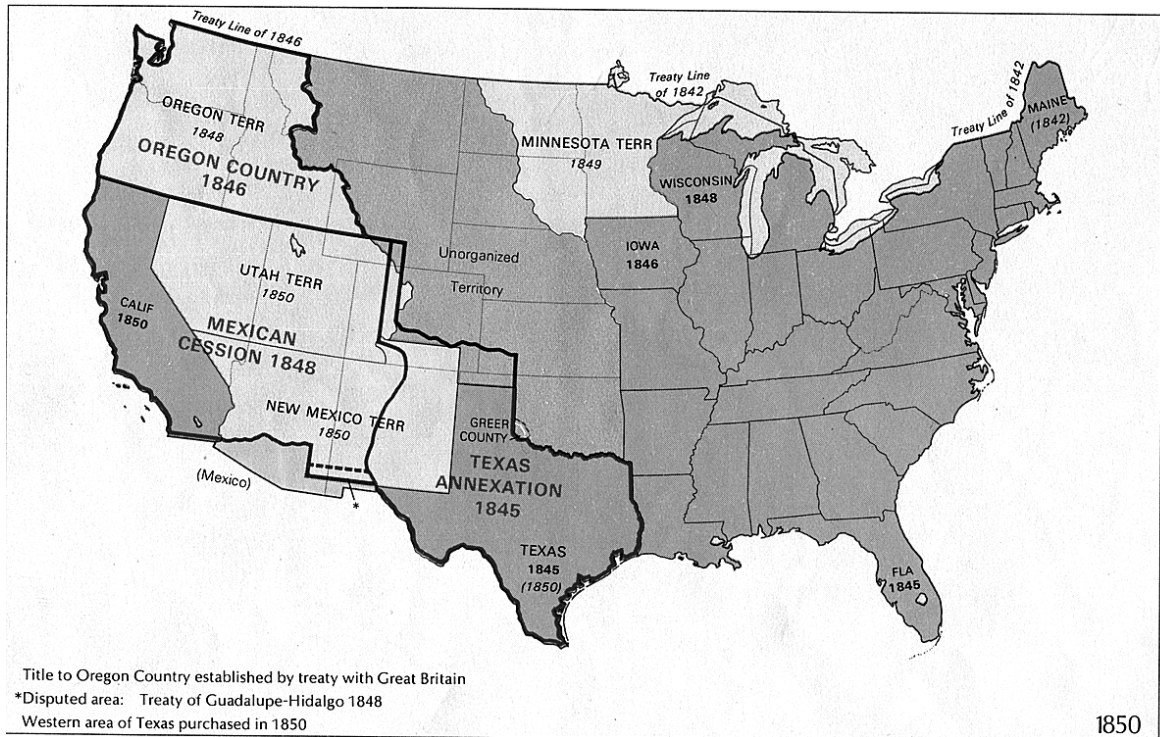 Treaty Line of 1846
OREGON TERR
1848
OREGON COUNTRY
1846
Treaty Line
of 1842
MINNESOTA TERR
1849
WISCONSIN
1848
Treaty Line of 1842
MAINE
(1842)
IOWA
1846
Unorganized
Territory
UTAH TERR
1850
CALIF
1850
MEXICAN
CESSION 1848
NEW MEXICO TERR
1850
GREER
COUNTY
(Mexico)
*
TEXAS
ANNEXATION
1845
TEXAS
1845
(1850)
FLA
1845
Title to Oregon Country established by treaty with Great Britain
*Disputed area: Treaty of Guadalupe-Hidalgo 1848
Western area of Texas purchased in 1850
1850